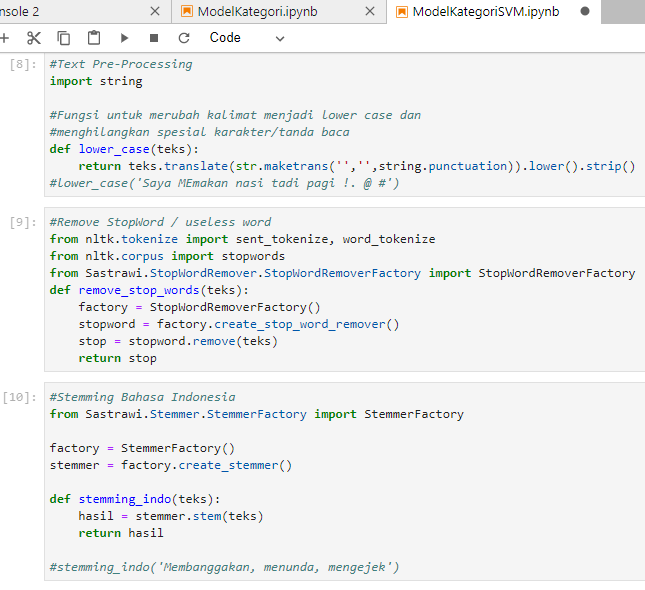 nsole 2
ModelKategori.ipynb
ModelKategoriSVM.ipynb
Code
[8]:
#Text Pre-Processing
import string
#Fungsi untuk merubah kalimat menjadi lower case dan
#menghilangkan spesial karakter/tanda baca
def lower_case(teks):
    return teks.translate(str.maketrans('','',string.punctuation)).lower().strip()
#lower_case('Saya MEmakan nasi tadi pagi !. @ #')
[9]:
#Remove StopWord / useless word
from nltk.tokenize import sent_tokenize, word_tokenize
from nltk.corpus import stopwords
from Sastrawi.StopWordRemover.StopWordRemoverFactory import StopWordRemoverFactory
def remove_stop_words(teks):
    factory = StopWordRemoverFactory()
    stopword = factory.create_stop_word_remover()
    stop = stopword.remove(teks)
    return stop
[10]:
#Stemming Bahasa Indonesia
from Sastrawi.Stemmer.StemmerFactory import StemmerFactory
factory = StemmerFactory()
stemmer = factory.create_stemmer()
def stemming_indo(teks):
    hasil = stemmer.stem(teks)
    return hasil
#stemming_indo('Membanggakan, menunda, mengejek')